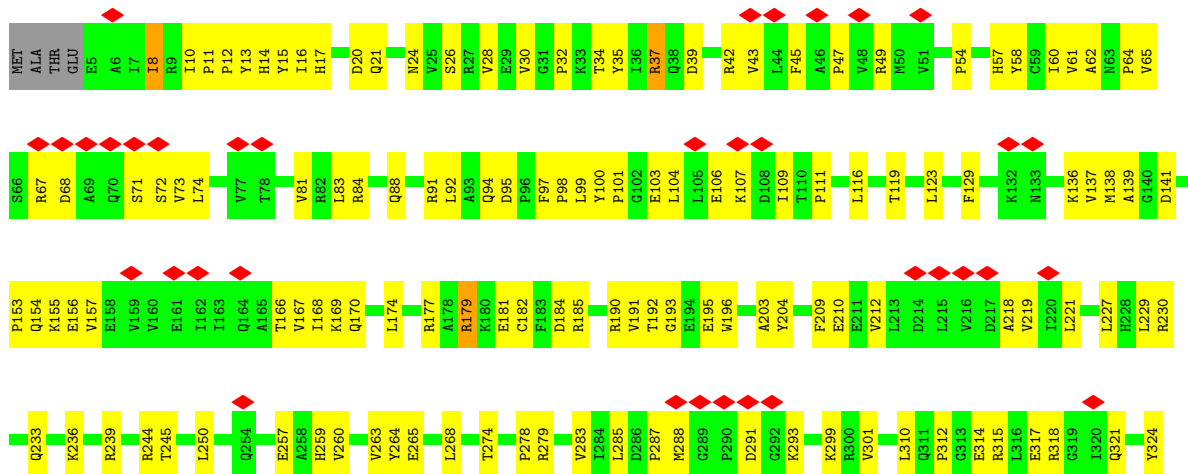 MET ALA THR GLU E5 A6 I7 I8 R9 I10 P11 P12 Y13 H14 Y15 I16 H17 D20 Q21 N24 V25 S26 R27 V28 E29 V30 G31 P32 K33 T34 Y35 I36 R37 Q38 D39 R42 V43 L44 F45 A46 P47 V48 R49 M50 V51 P54 H57 Y58 C59 I60 V61 A62 N63 P64 V65
S66 R67 D68 A69 Q70 S71 S72 V73 L74 V77 T78 V81 R82 L83 R84 Q88 R91 L92 A93 Q94 D95 P96 F97 P98 L99 Y100 P101 G102 E103 L104 L105 E106 K107 D108 I109 T110 P111 L116 T119 L123 F129 K132 N133 K136 V137 M138 A139 G140 D141
P153 Q154 K155 E156 V157 E158 V159 V160 E161 I162 I163 Q164 A165 T166 V167 I168 K169 Q170 L174 R177 A178 R179 K180 E181 C182 F183 D184 R185 R190 V191 T192 G193 E194 E195 W196 A203 Y204 F209 E210 E211 V212 L213 D214 L215 V216 D217 A218 V219 I220 L221 L227 H228 L229 R230
Q233 K236 R239 R244 T245 L250 Q254 E257 A258 H259 V260 V263 Y264 E265 L268 T274 P278 R279 V283 I284 L285 D286 P287 M288 G289 P290 D291 G292 K293 K299 R300 V301 L310 Q311 P312 G313 E314 R315 L316 E317 R318 G319 I320 Q321 Y324